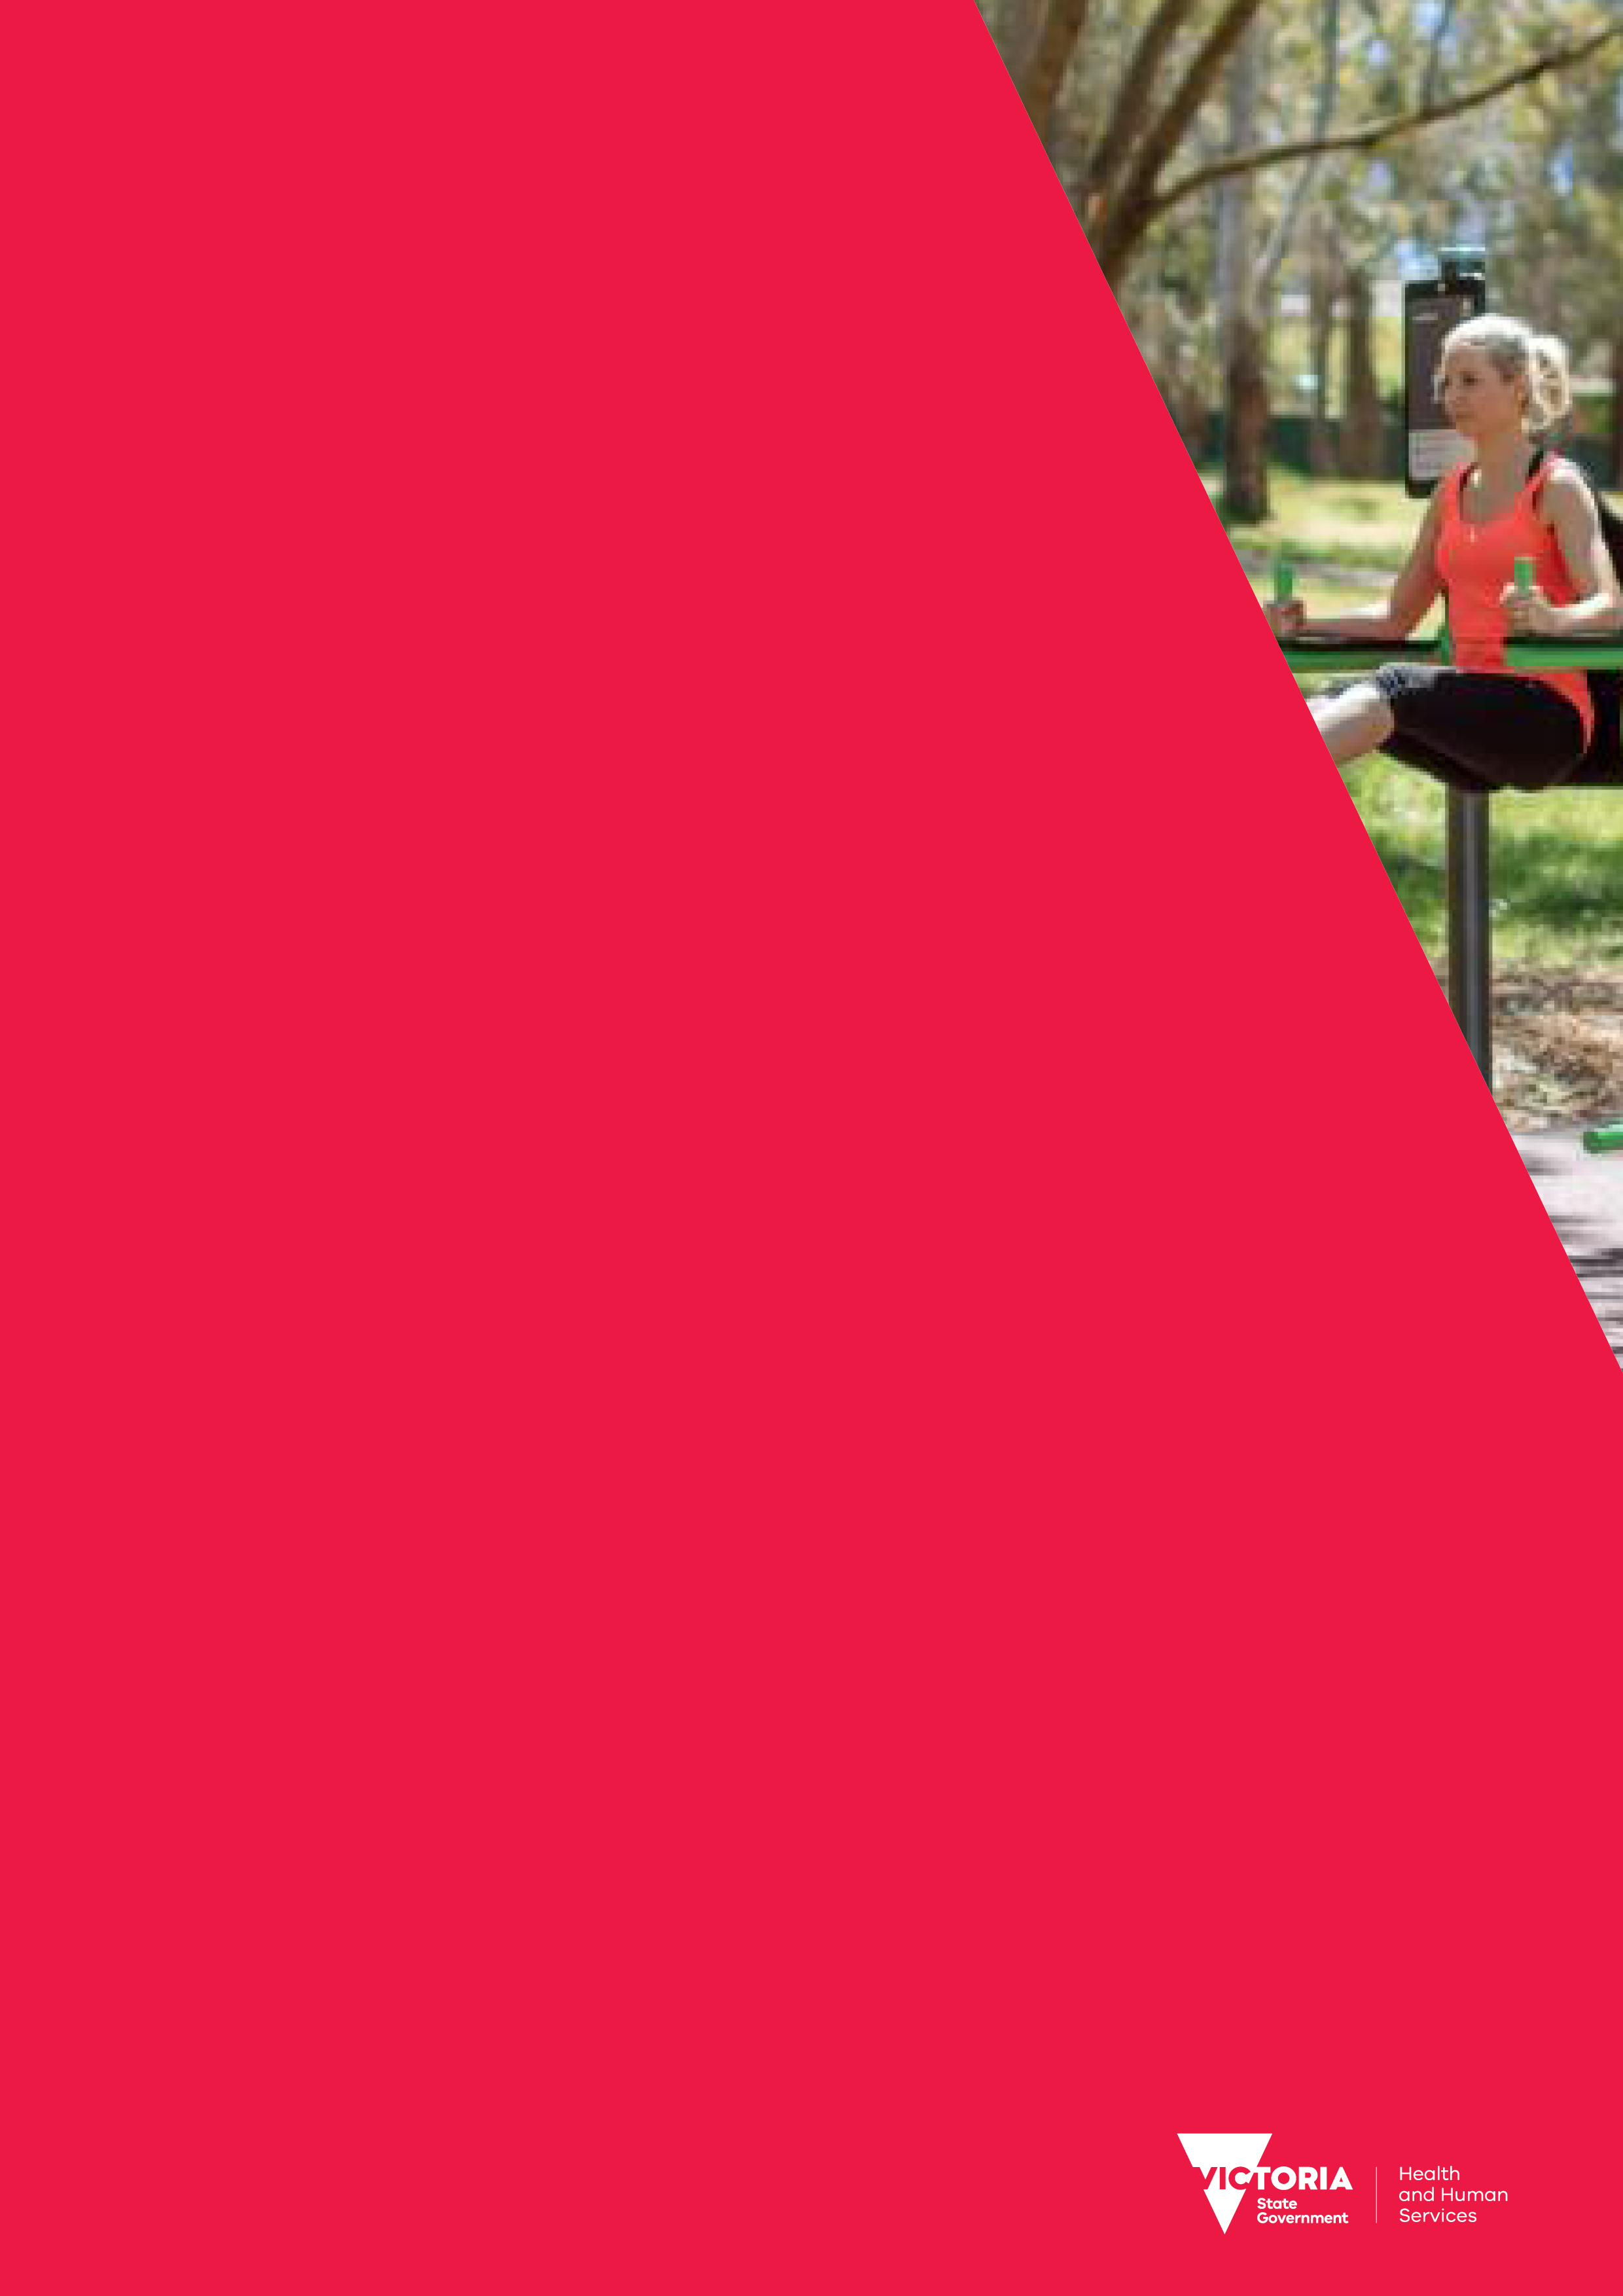 VICTORIA
State
Government
Health
and Human
Services